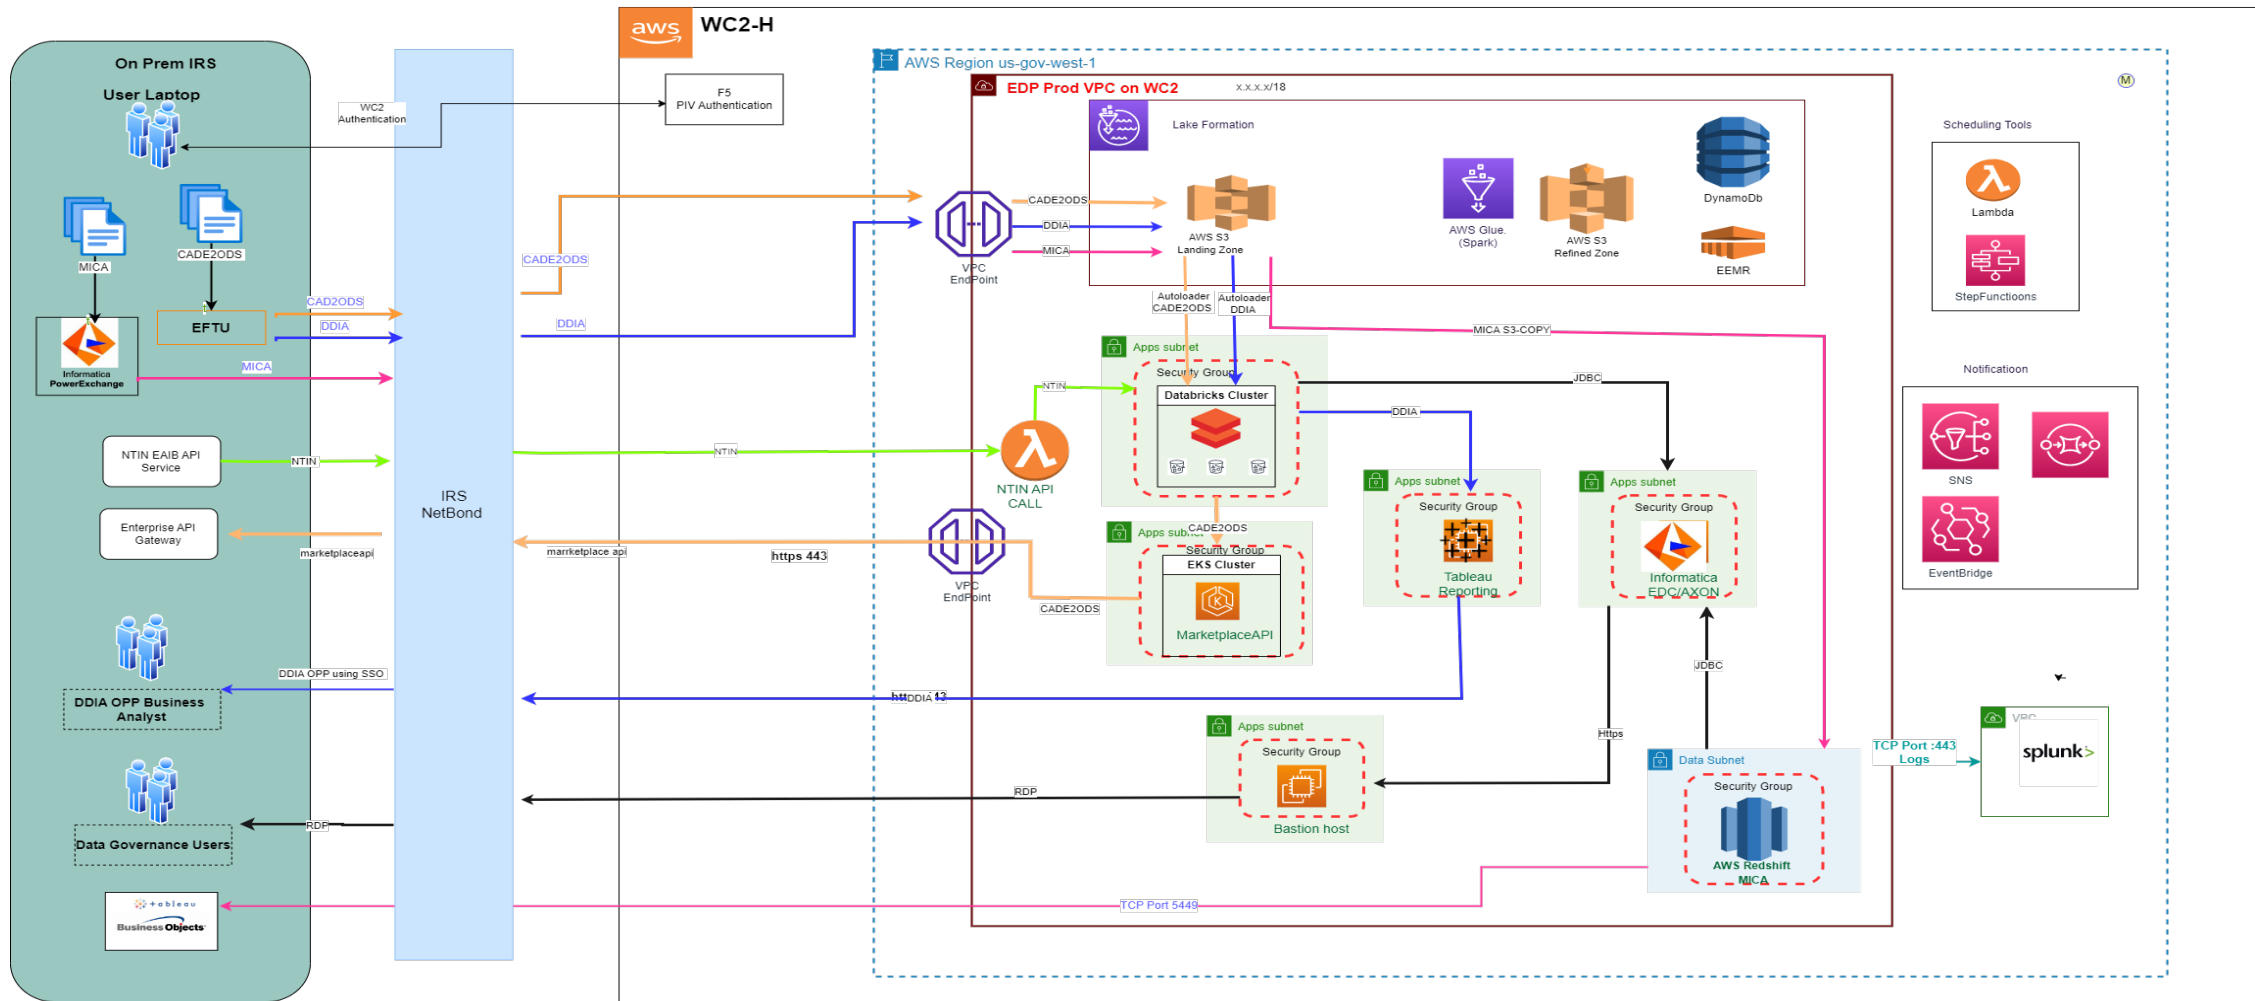 aws
WC2-H
On Prem IRS
User Laptop
WC2
Authentication
F5
PIV Authentication
AWS Region us-gov-west-1
EDP Prod VPC on WC2
x.x.x.x/18
M
Lake Formation
Scheduling Tools
DynamoDb
Lambda
CADE2ODS
DDIA
MICA
AWS S3
Landing Zone
AWS Glue.
(Spark)
AWS S3
Refined Zone
EEMR
StepFunctioons
VPC
EndPoint
MICA
CADE2ODS
CADE2ODS
DDIA
CAD2ODS
DDIA
EFTU
Informatica
PowerExchange
MICA
Autoloader
CADE2ODS
Autoloader
DDIA
MICA S3-COPY
Apps subnet
Security Group
Databricks Cluster
NTIN
JDBC
DDIA
Notificatioon
SNS
EventBridge
NTIN EAIB API
Service
NTIN
NTIN
NTIN API
CALL
IRS
NetBond
Enterprise API
Gateway
marketplaceapi
marrketplace api
https 443
VPC
EndPoint
CADE2ODS
CADE2ODS
Apps subnet
Security Group
EKS Cluster
MarketplaceAPI
Apps subnet
Security Group
Tableau
Reporting
Apps subnet
Security Group
Informatica
EDC/AXON
DDIA OPP using SSO
DDIA OPP Business
Analyst
DDIA
JDBC
Https
Apps subnet
Security Group
Bastion host
RDP
RDP
Data Governance Users
Data Subnet
Security Group
AWS Redshift
MICA
TCP Port :443
Logs
VPC
splunk>
+ableau
Business Objects
TCP Port 5449